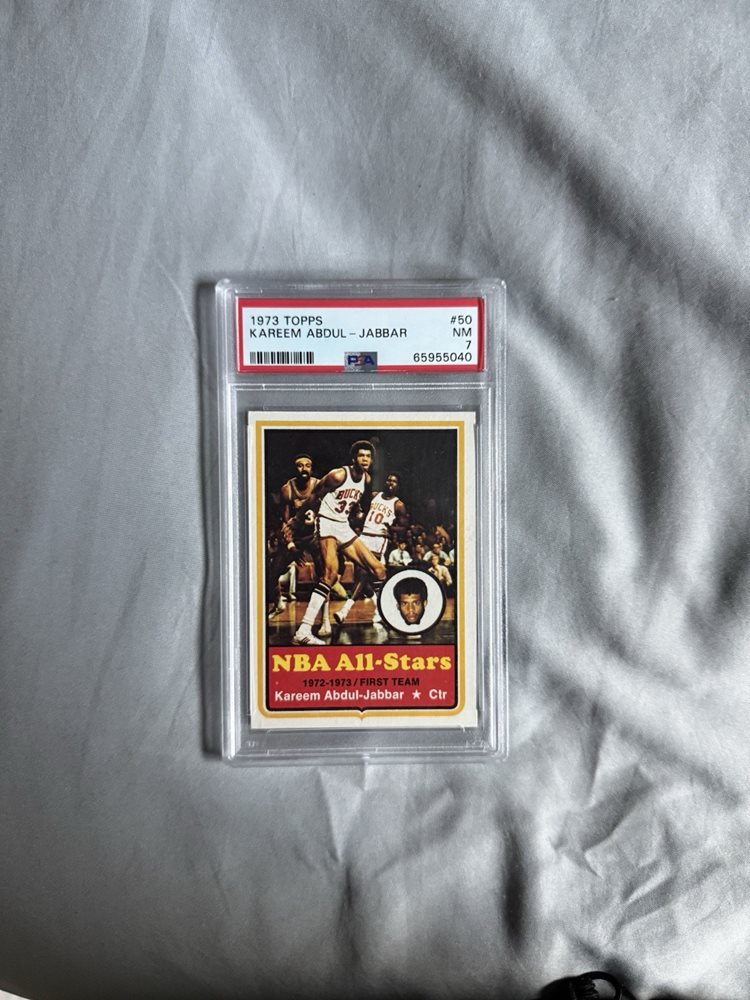 1973 TOPPS #50
KAREEM ABDUL-JABBAR NM
7
PSA 65955040
BUCKS
33
BUCKS
10
3
NBA All-Stars
1972-1973/FIRST TEAM
Kareem Abdul-Jabbar ★ Ctr